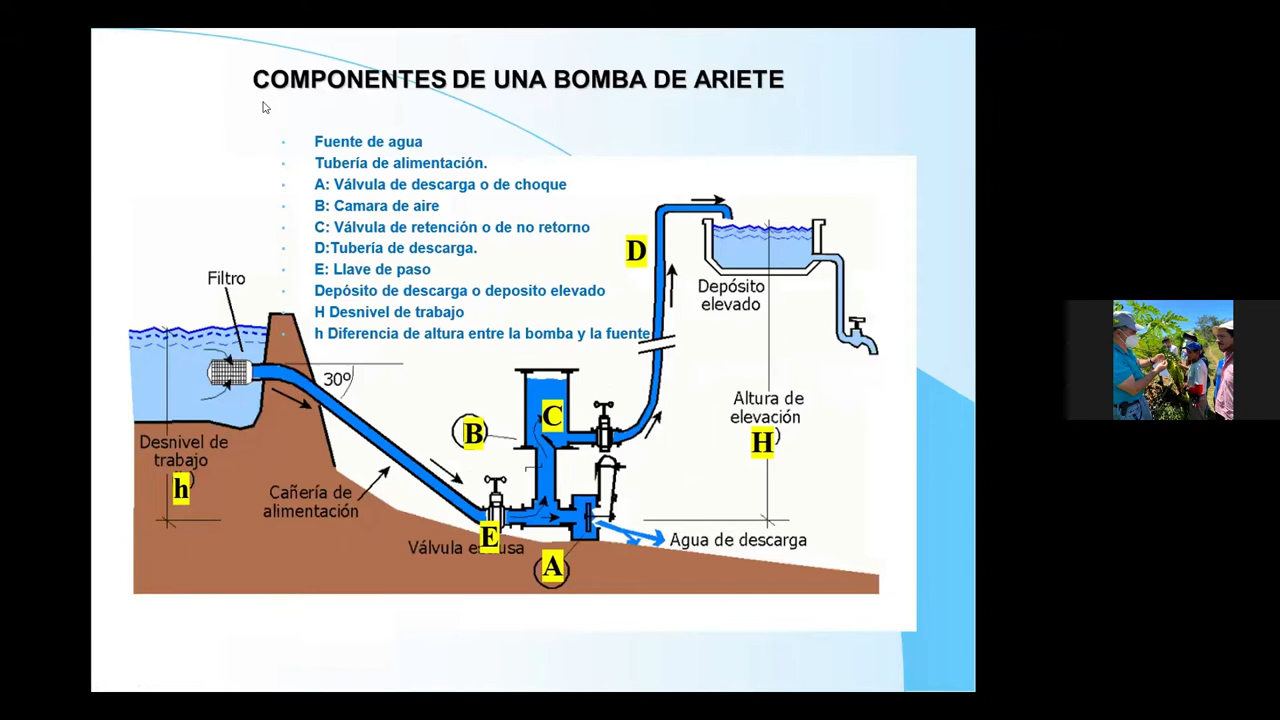 COMPONENTES DE UNA BOMBA DE ARIETE
Fuente de agua
Tubería de alimentación.
A: Válvula de descarga o de choque
B: Camara de aire
C: Válvula de retención o de no retorno
D:Tubería de descarga.
E: Llave de paso
Depósito de descarga o deposito elevado
H Desnivel de trabajo
h Diferencia de altura entre la bomba y la fuente
Filtro
D
Depósito
elevado
30º
C
B
Altura de
elevación
H
Desnivel de
trabajo
h
Cañería de
alimentación
E
Válvula
A
Agua de descarga